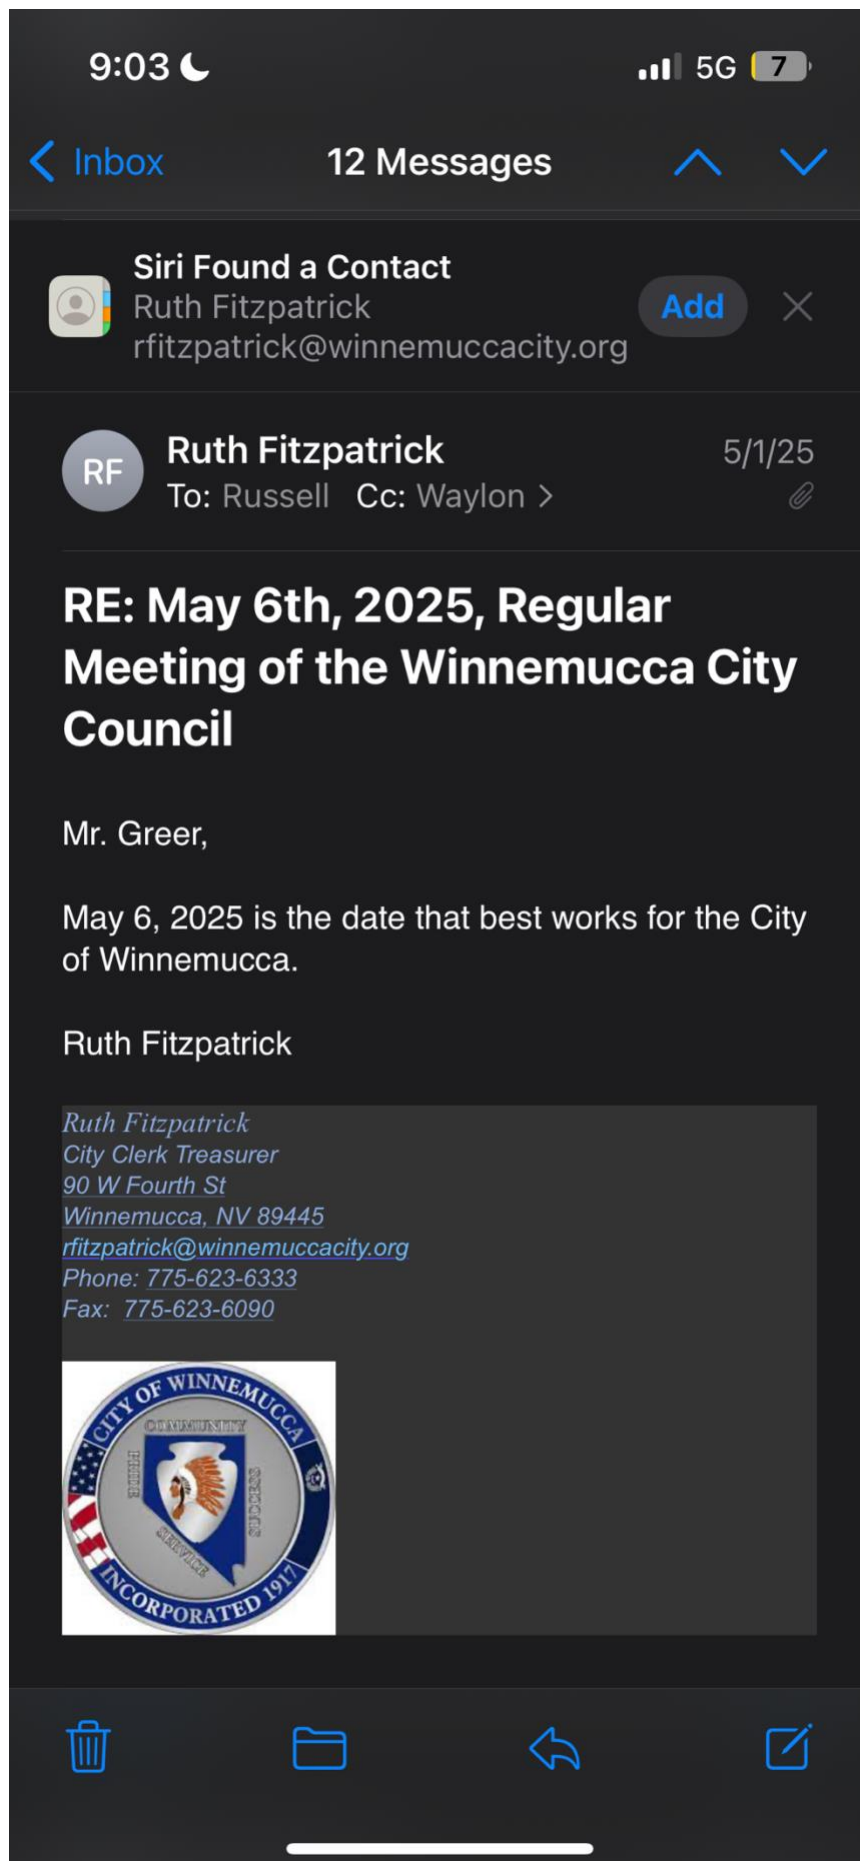 9:03
5G 7
Inbox
12 Messages
Siri Found a Contact
Ruth Fitzpatrick
rfitzpatrick@winnemuccacity.org
Add
RF
Ruth Fitzpatrick
5/1/25
To: Russell Cc: Waylon >
RE: May 6th, 2025, Regular
Meeting of the Winnemucca City
Council
Mr. Greer,
May 6, 2025 is the date that best works for the City
of Winnemucca.
Ruth Fitzpatrick
Ruth Fitzpatrick
City Clerk Treasurer
90 W Fourth St
Winnemucca, NV 89445
rfitzpatrick@winnemuccacity.org
Phone: 775-623-6333
Fax: 775-623-6090
CITY OF WINNEMUCCA
COMMUNITY
PRIDE
SUCCESS
SERVICE
INCORPORATED 1917